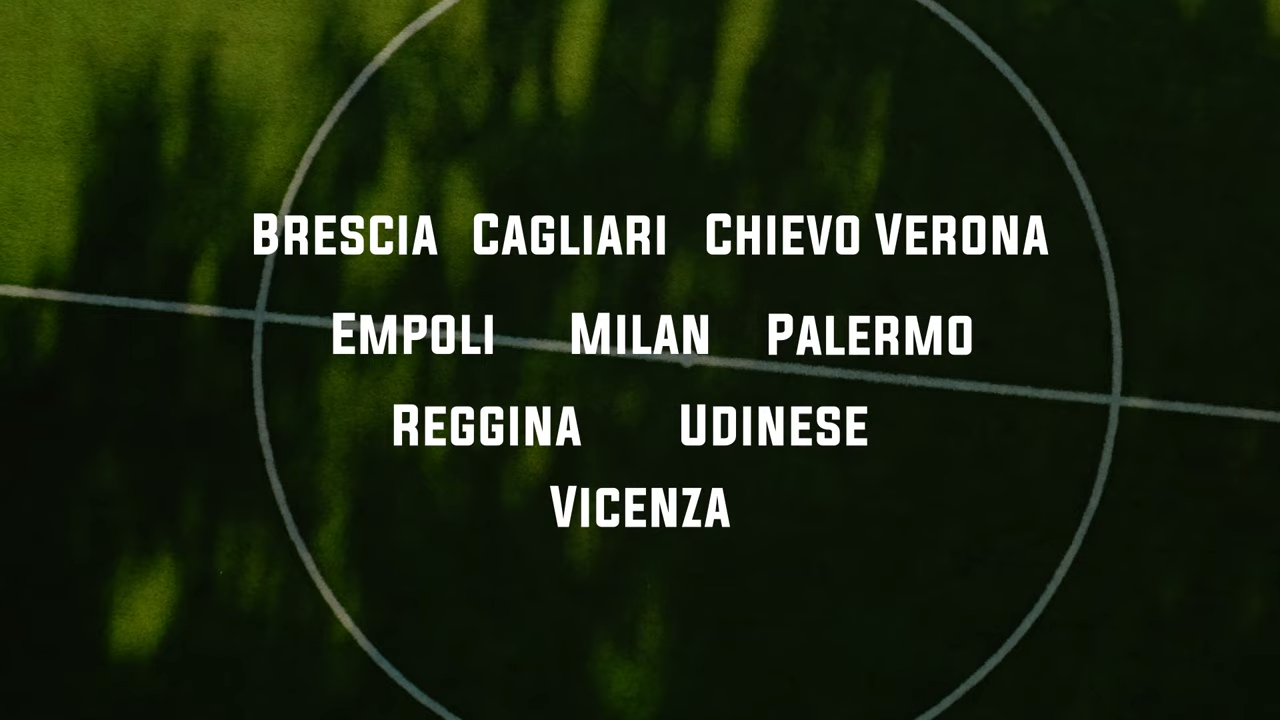 Brescia Cagliari Chievo Verona
Empoli Milan Palermo
Reggina Udinese
Vicenza